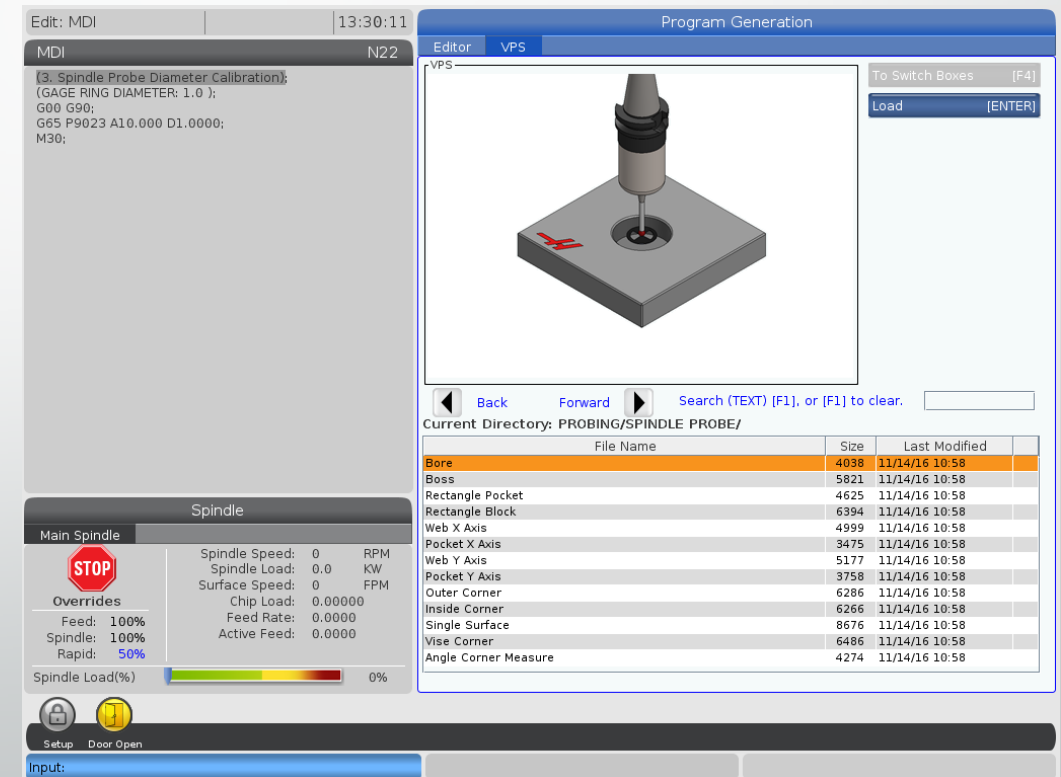 Edit: MDI 13:30:11
MDI N22
(3. Spindle Probe Diameter Calibration);
(GAGE RING DIAMETER: 1.0 );
G00 G90;
G65 P9023 A10.000 D1.0000;
M30;
Program Generation
Editor VPS
VPS
To Switch Boxes [F4]
Load [ENTER]
Back Forward Search (TEXT) [F1], or [F1] to clear.
Current Directory: PROBING/SPINDLE PROBE/
File Name Size Last Modified
Bore 4038 11/14/16 10:58
Boss 5821 11/14/16 10:58
Rectangle Pocket 4625 11/14/16 10:58
Rectangle Block 6394 11/14/16 10:58
Web X Axis 4999 11/14/16 10:58
Pocket X Axis 3475 11/14/16 10:58
Web Y Axis 5177 11/14/16 10:58
Pocket Y Axis 3758 11/14/16 10:58
Outer Corner 6286 11/14/16 10:58
Inside Corner 6266 11/14/16 10:58
Single Surface 8676 11/14/16 10:58
Vise Corner 6486 11/14/16 10:58
Angle Corner Measure 4274 11/14/16 10:58
Spindle
Main Spindle
STOP
Overrides
Feed: 100%
Spindle: 100%
Rapid: 50%
Spindle Speed: 0 RPM
Spindle Load: 0.0 KW
Surface Speed: 0 FPM
Chip Load: 0.00000
Feed Rate: 0.0000
Active Feed: 0.0000
Spindle Load(%) 0%
Setup Door Open
Input: